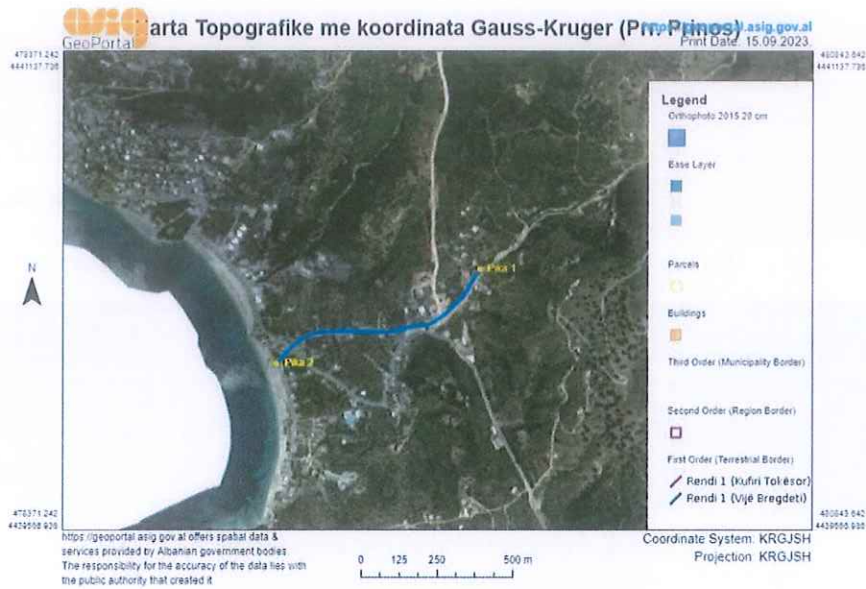 asig
GeoPortal
Karta Topografike me koordinata Gauss-Kruger (Prr. Prinos)
Print Date: 15.09.2023.
478371.242
4441137.736
480843.642
4441137.736
N
Pika 1
Pika 2
Legend
Orthophoto 2015 20 cm
Base Layer
Parcels
Buildings
Third Order (Municipality Border)
Second Order (Region Border)
First Order (Terrestrial Border)
Rendi 1 (Kufiri Tokësor)
Rendi 1 (Vijë Bregdeti)
478371.242
480843.642
https://geoportal.asig.gov.al offers spatial data &
services provided by Albanian government bodies.
The responsibility for the accuracy of the data lies with
the public authority that created it
0 125 250 500 m
Coordinate System: KRGJSH
Projection: KRGJSH